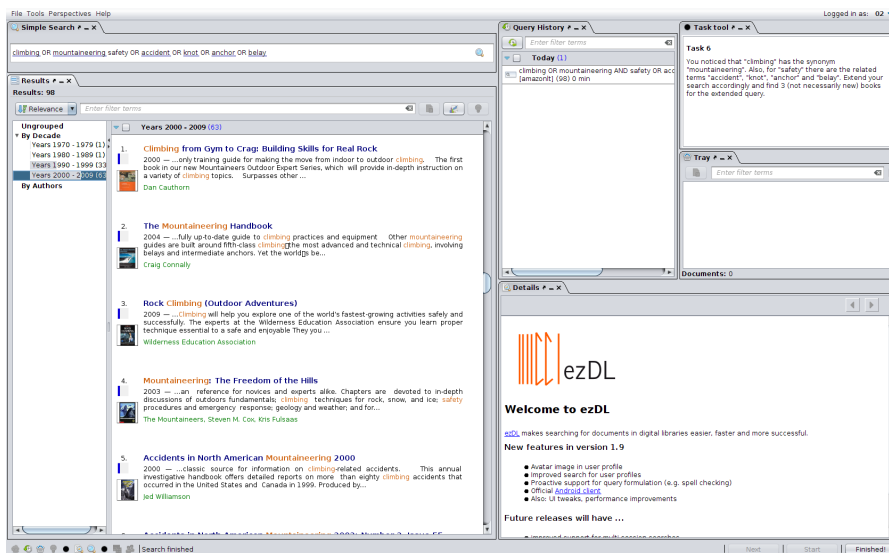 File Tools Perspectives Help
Logged in as: 02
Simple Search
climbing OR mountaineering safety OR accident OR knot OR anchor OR belay
Results
Results: 98
Relevance
Enter filter terms
Ungrouped
By Decade
Years 1970 - 1979 (1)
Years 1980 - 1989 (1)
Years 1990 - 1999 (33
Years 2000 - 2009 (63
By Authors
Years 2000 - 2009 (63)
1. Climbing from Gym to Crag: Building Skills for Real Rock
2000 — ...only training guide for making the move from indoor to outdoor climbing. The first
book in our new Mountaineers Outdoor Expert Series, which will provide in-depth instruction on
a variety of climbing topics. Surpasses other ...
Dan Cauthorn
2. The Mountaineering Handbook
2004 — ...fully up-to-date guide to climbing practices and equipment Other mountaineering
guides are built around fifth-class climbing▯the most advanced and technical climbing, involving
belays and intermediate anchors. Yet the world▯s be...
Craig Connally
3. Rock Climbing (Outdoor Adventures)
2009 — ...Climbing will help you explore one of the world's fastest-growing activities safely and
successfully. The experts at the Wilderness Education Association ensure you learn proper
technique essential to a safe and enjoyable They you ...
Wilderness Education Association
4. Mountaineering: The Freedom of the Hills
2003 — ...an reference for novices and experts alike. Chapters are devoted to in-depth
discussions of outdoors fundamentals; climbing techniques for rock, snow, and ice; safety
procedures and emergency response; geology and weather; and for...
The Mountaineers, Steven M. Cox, Kris Fulsaas
5. Accidents in North American Mountaineering 2000
2000 — ...classic source for information on climbing-related accidents. This annual
investigative handbook offers detailed reports on more than eighty climbing accidents that
occurred in the United States and Canada in 1999. Produced by...
Jed Williamson
Query History
Enter filter terms
Today (1)
climbing OR mountaineering AND safety OR acc
[amazonlt] (98) 0 min
Task tool
Task 6
You noticed that "climbing" has the synonym
"mountaineering". Also, for "safety" there are the related
terms "accident", "knot", "anchor" and "belay". Extend your
search accordingly and find 3 (not necessarily new) books
for the extended query.
Tray
Enter filter terms
Documents: 0
Details
ezDL
Welcome to ezDL
ezDL makes searching for documents in digital libraries easier, faster and more successful.
New features in version 1.9
Avatar image in user profile
Improved search for user profiles
Proactive support for query formulation (e.g. spell checking)
Official Android client
Also: UI tweaks, performance improvements
Future releases will have ...
Search finished
Next
Start
Finished!